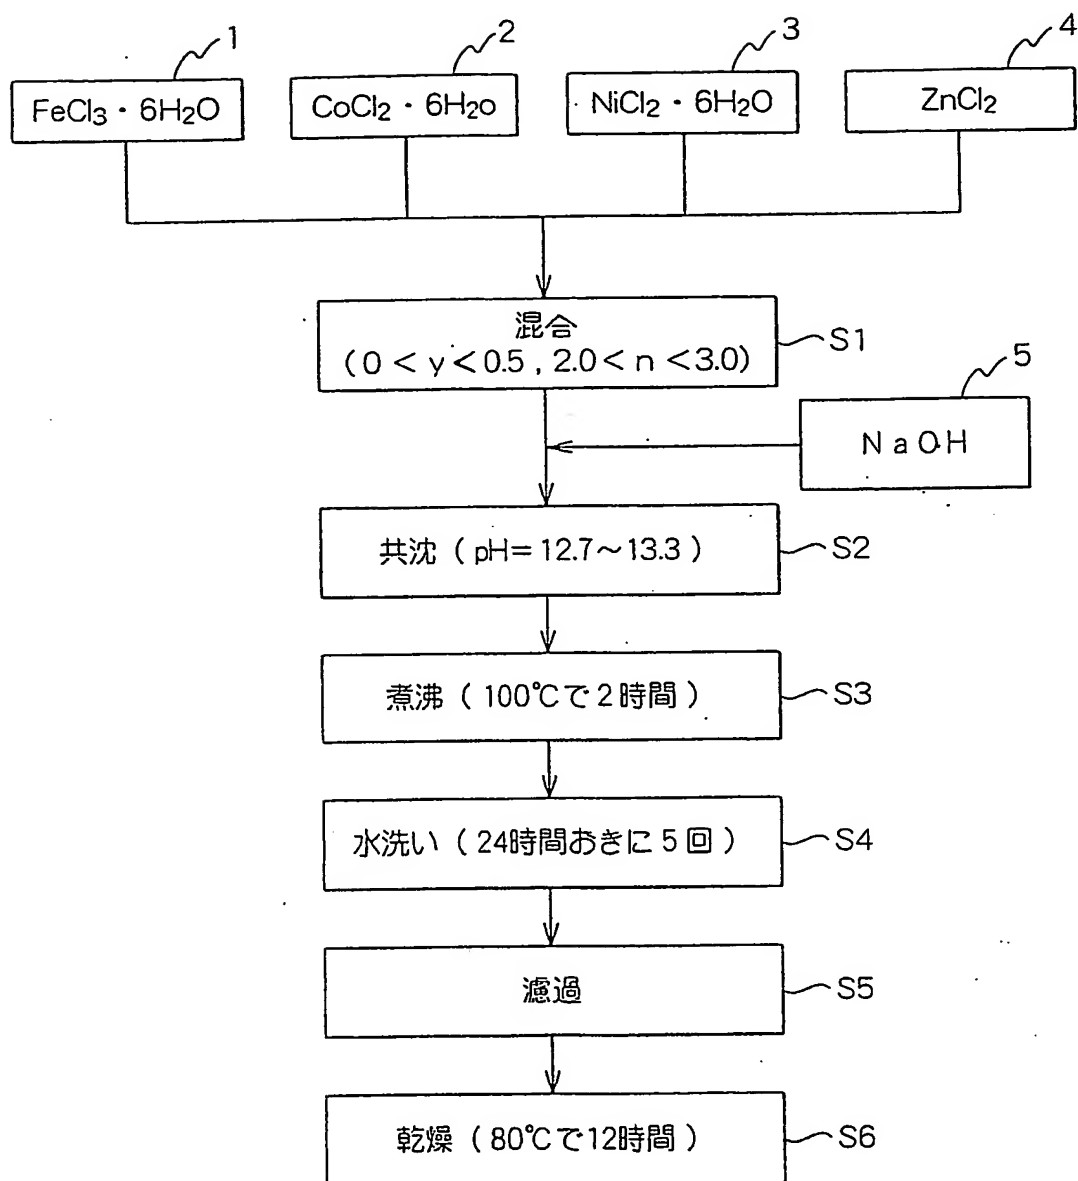 1
2
3
4
FeCl3・6H2O
CoCl2・6H2o
NiCl2・6H2O
ZnCl2
混合
(0 < y < 0.5 , 2.0 < n < 3.0)
S1
5
NaOH
共沈 ( pH = 12.7～13.3 )
S2
煮沸 ( 100℃で2時間 )
S3
水洗い ( 24時間おきに5回 )
S4
濾過
S5
乾燥 ( 80℃で12時間 )
S6